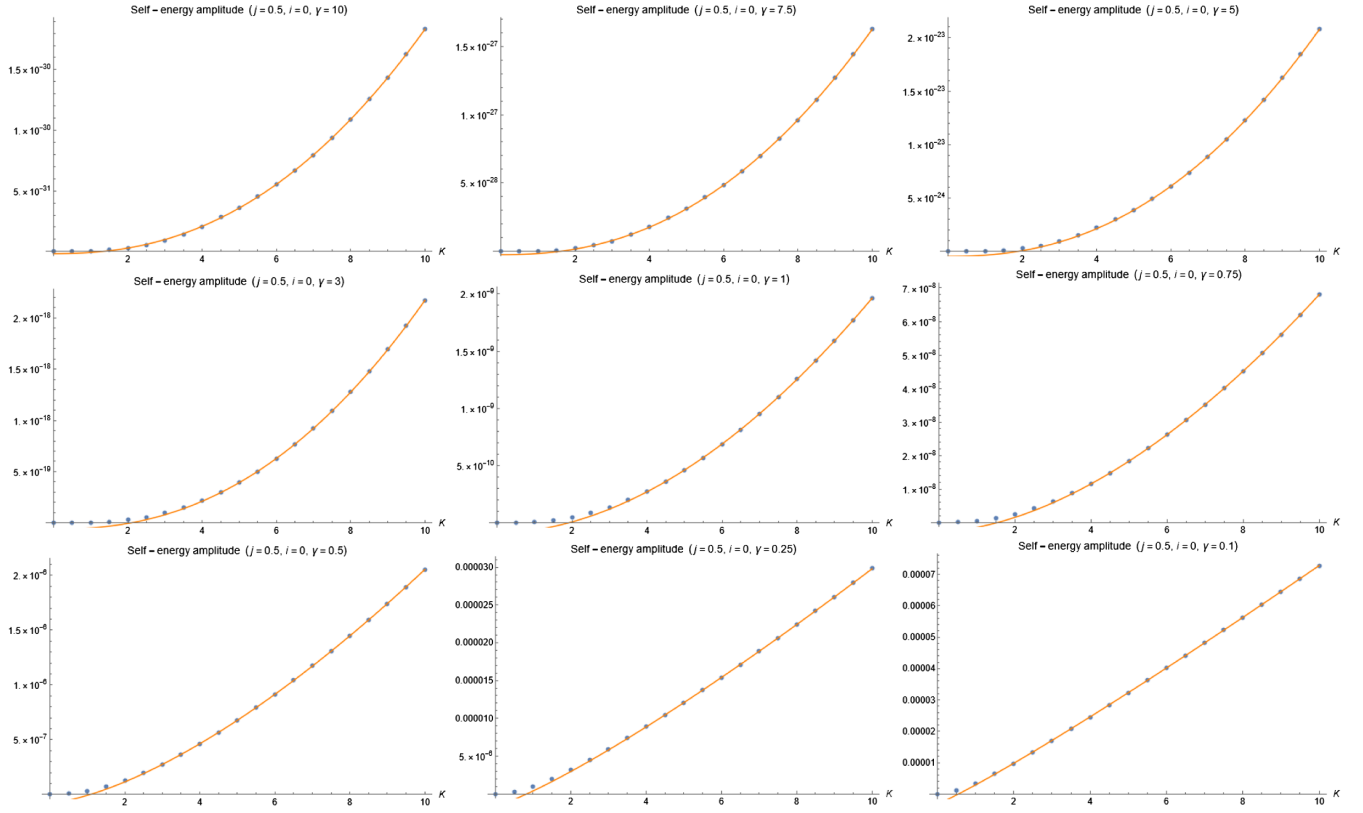 Self – energy amplitude (j = 0.5, i = 0, γ = 10)
1.5 × 10⁻³⁰
1. × 10⁻³⁰
5. × 10⁻³¹
2 4 6 8 10 K
Self – energy amplitude (j = 0.5, i = 0, γ = 7.5)
1.5 × 10⁻²⁷
1. × 10⁻²⁷
5. × 10⁻²⁸
2 4 6 8 10 K
Self – energy amplitude (j = 0.5, i = 0, γ = 5)
2. × 10⁻²³
1.5 × 10⁻²³
1. × 10⁻²³
5. × 10⁻²⁴
2 4 6 8 10 K
Self – energy amplitude (j = 0.5, i = 0, γ = 3)
2. × 10⁻¹⁸
1.5 × 10⁻¹⁸
1. × 10⁻¹⁸
5. × 10⁻¹⁹
2 4 6 8 10 K
Self – energy amplitude (j = 0.5, i = 0, γ = 1)
2. × 10⁻⁹
1.5 × 10⁻⁹
1. × 10⁻⁹
5. × 10⁻¹⁰
2 4 6 8 10 K
Self – energy amplitude (j = 0.5, i = 0, γ = 0.75)
7. × 10⁻⁸
6. × 10⁻⁸
5. × 10⁻⁸
4. × 10⁻⁸
3. × 10⁻⁸
2. × 10⁻⁸
1. × 10⁻⁸
2 4 6 8 10 K
Self – energy amplitude (j = 0.5, i = 0, γ = 0.5)
2. × 10⁻⁶
1.5 × 10⁻⁶
1. × 10⁻⁶
5. × 10⁻⁷
2 4 6 8 10 K
Self – energy amplitude (j = 0.5, i = 0, γ = 0.25)
0.000030
0.000025
0.000020
0.000015
0.000010
5. × 10⁻⁶
2 4 6 8 10 K
Self – energy amplitude (j = 0.5, i = 0, γ = 0.1)
0.00007
0.00006
0.00005
0.00004
0.00003
0.00002
0.00001
2 4 6 8 10 K